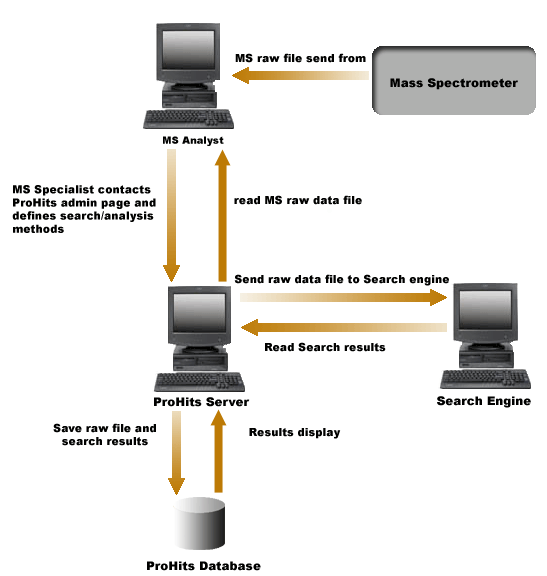 MS raw file send from
Mass Spectrometer
MS Analyst
MS Specialist contacts
ProHits admin page and
defines search/analysis
methods
read MS raw data file
Send raw data file to Search engine
Read Search results
ProHits Server
Search Engine
Save raw file and
search results
Results display
ProHits Database